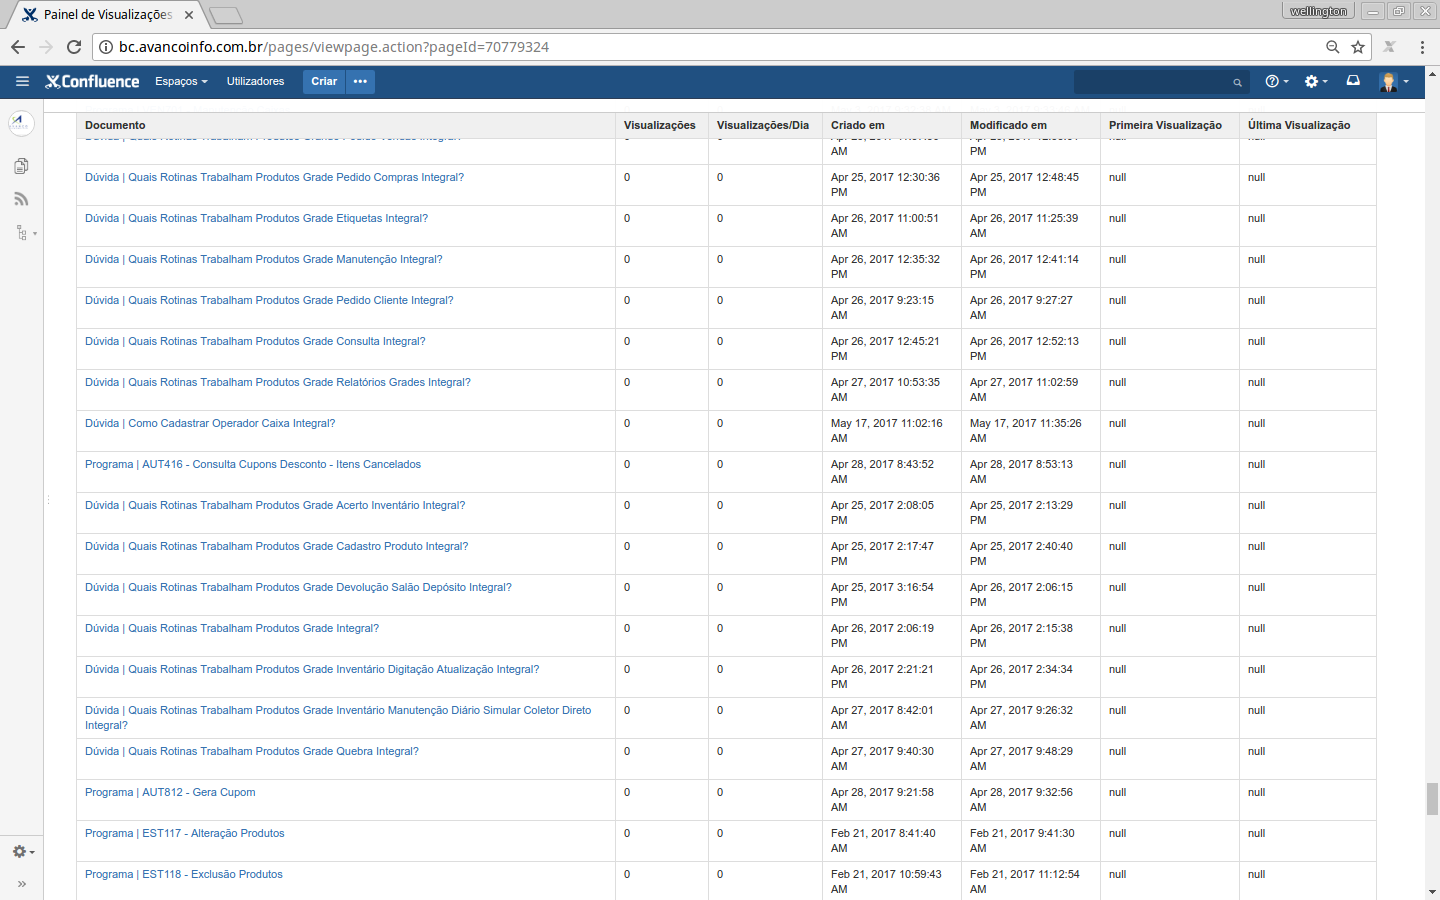 Painel de Visualizações
wellington
bc.avancoinfo.com.br/pages/viewpage.action?pageId=70779324
Confluence Espaços Utilizadores Criar
Documento Visualizações Visualizações/Dia Criado em Modificado em Primeira Visualização Última Visualização
AM PM
Dúvida | Quais Rotinas Trabalham Produtos Grade Pedido Compras Integral? 0 0 Apr 25, 2017 12:30:36 Apr 25, 2017 12:48:45 null null
PM PM
Dúvida | Quais Rotinas Trabalham Produtos Grade Etiquetas Integral? 0 0 Apr 26, 2017 11:00:51 Apr 26, 2017 11:25:39 null null
AM AM
Dúvida | Quais Rotinas Trabalham Produtos Grade Manutenção Integral? 0 0 Apr 26, 2017 12:35:32 Apr 26, 2017 12:41:14 null null
PM PM
Dúvida | Quais Rotinas Trabalham Produtos Grade Pedido Cliente Integral? 0 0 Apr 26, 2017 9:23:15 Apr 26, 2017 9:27:27 null null
AM AM
Dúvida | Quais Rotinas Trabalham Produtos Grade Consulta Integral? 0 0 Apr 26, 2017 12:45:21 Apr 26, 2017 12:52:13 null null
PM PM
Dúvida | Quais Rotinas Trabalham Produtos Grade Relatórios Grades Integral? 0 0 Apr 27, 2017 10:53:35 Apr 27, 2017 11:02:59 null null
AM AM
Dúvida | Como Cadastrar Operador Caixa Integral? 0 0 May 17, 2017 11:02:16 May 17, 2017 11:35:26 null null
AM AM
Programa | AUT416 - Consulta Cupons Desconto - Itens Cancelados 0 0 Apr 28, 2017 8:43:52 Apr 28, 2017 8:53:13 null null
AM AM
Dúvida | Quais Rotinas Trabalham Produtos Grade Acerto Inventário Integral? 0 0 Apr 25, 2017 2:08:05 Apr 25, 2017 2:13:29 null null
PM PM
Dúvida | Quais Rotinas Trabalham Produtos Grade Cadastro Produto Integral? 0 0 Apr 25, 2017 2:17:47 Apr 25, 2017 2:40:40 null null
PM PM
Dúvida | Quais Rotinas Trabalham Produtos Grade Devolução Salão Depósito Integral? 0 0 Apr 25, 2017 3:16:54 Apr 26, 2017 2:06:15 null null
PM PM
Dúvida | Quais Rotinas Trabalham Produtos Grade Integral? 0 0 Apr 26, 2017 2:06:19 Apr 26, 2017 2:15:38 null null
PM PM
Dúvida | Quais Rotinas Trabalham Produtos Grade Inventário Digitação Atualização Integral? 0 0 Apr 26, 2017 2:21:21 Apr 26, 2017 2:34:34 null null
PM PM
Dúvida | Quais Rotinas Trabalham Produtos Grade Inventário Manutenção Diário Simular Coletor Direto 0 0 Apr 27, 2017 8:42:01 Apr 27, 2017 9:26:32 null null
Integral? AM AM
Dúvida | Quais Rotinas Trabalham Produtos Grade Quebra Integral? 0 0 Apr 27, 2017 9:40:30 Apr 27, 2017 9:48:29 null null
AM AM
Programa | AUT812 - Gera Cupom 0 0 Apr 28, 2017 9:21:58 Apr 28, 2017 9:32:56 null null
AM AM
Programa | EST117 - Alteração Produtos 0 0 Feb 21, 2017 8:41:40 Feb 21, 2017 9:41:30 null null
AM AM
Programa | EST118 - Exclusão Produtos 0 0 Feb 21, 2017 10:59:43 Feb 21, 2017 11:12:54 null null
AM AM